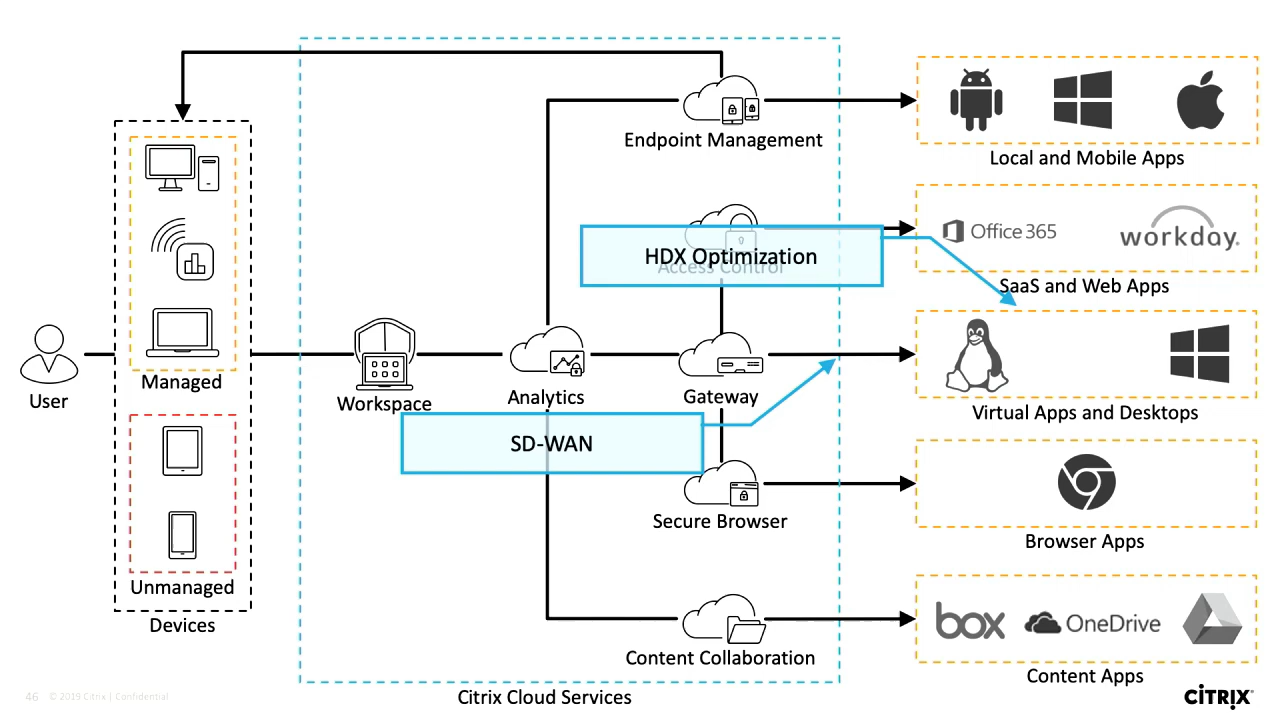 Endpoint Management
Local and Mobile Apps
Office 365
workday.
HDX Optimization
Access Control
SaaS and Web Apps
Managed
User
Workspace
Analytics
Gateway
Virtual Apps and Desktops
SD-WAN
Secure Browser
Browser Apps
Unmanaged
Devices
box
OneDrive
Content Collaboration
Content Apps
Citrix Cloud Services
46 © 2019 Citrix | Confidential
CİTRIX